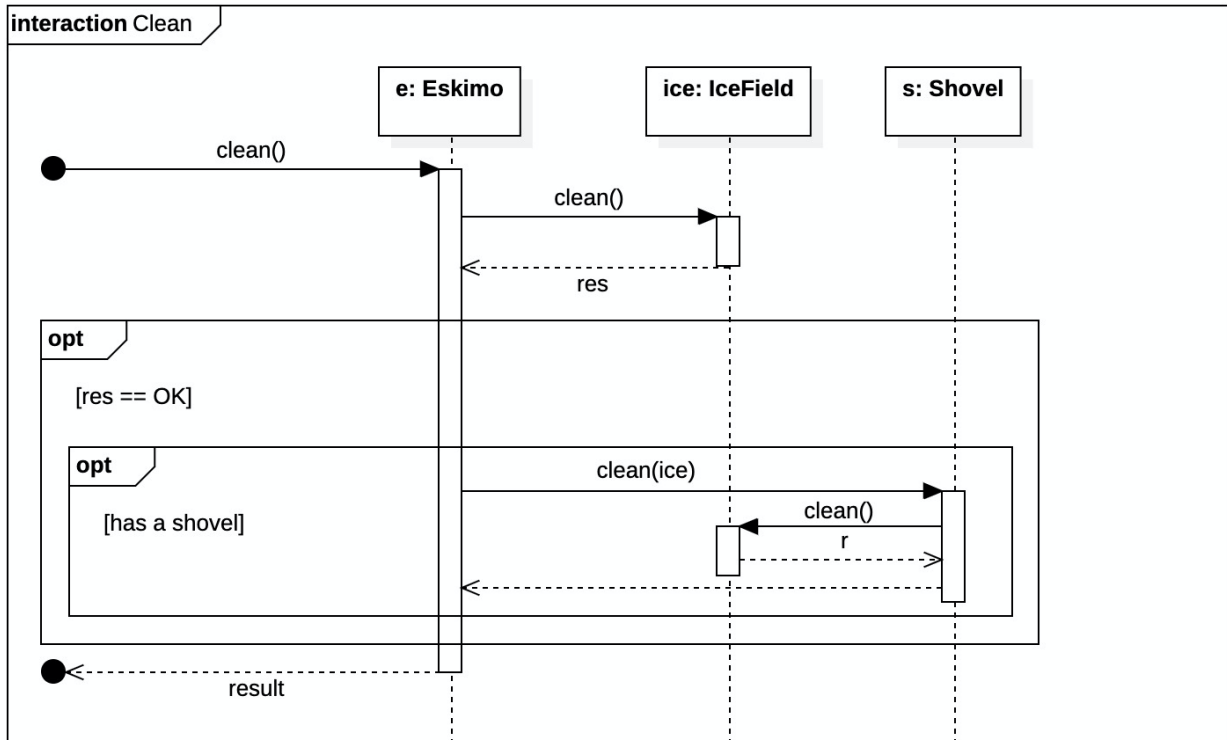 interaction Clean
e: Eskimo
ice: IceField
s: Shovel
clean()
clean()
res
opt
[res == OK]
opt
clean(ice)
[has a shovel]
clean()
r
result